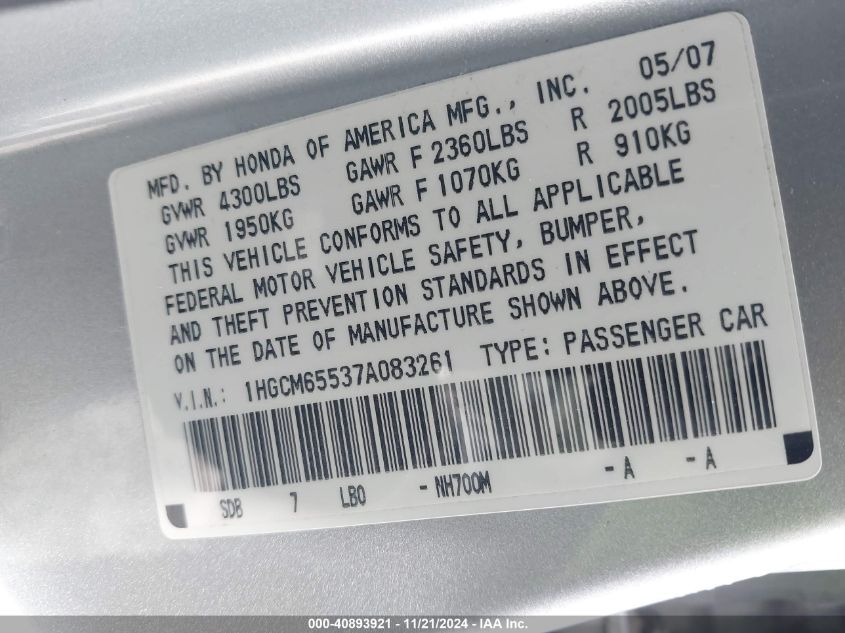 05/07
MFD. BY HONDA OF AMERICA MFG., INC.
GVWR 4300LBS GAWR F 2360LBS R 2005LBS
GVWR 1950KG GAWR F 1070KG R 910KG
THIS VEHICLE CONFORMS TO ALL APPLICABLE
FEDERAL MOTOR VEHICLE SAFETY, BUMPER,
AND THEFT PREVENTION STANDARDS IN EFFECT
ON THE DATE OF MANUFACTURE SHOWN ABOVE.
V.I.N.: 1HGCM65537A083261 TYPE: PASSENGER CAR
SDB 7 LB0 -NH700M -A -A
000-40893921 - 11/21/2024 - IAA Inc.